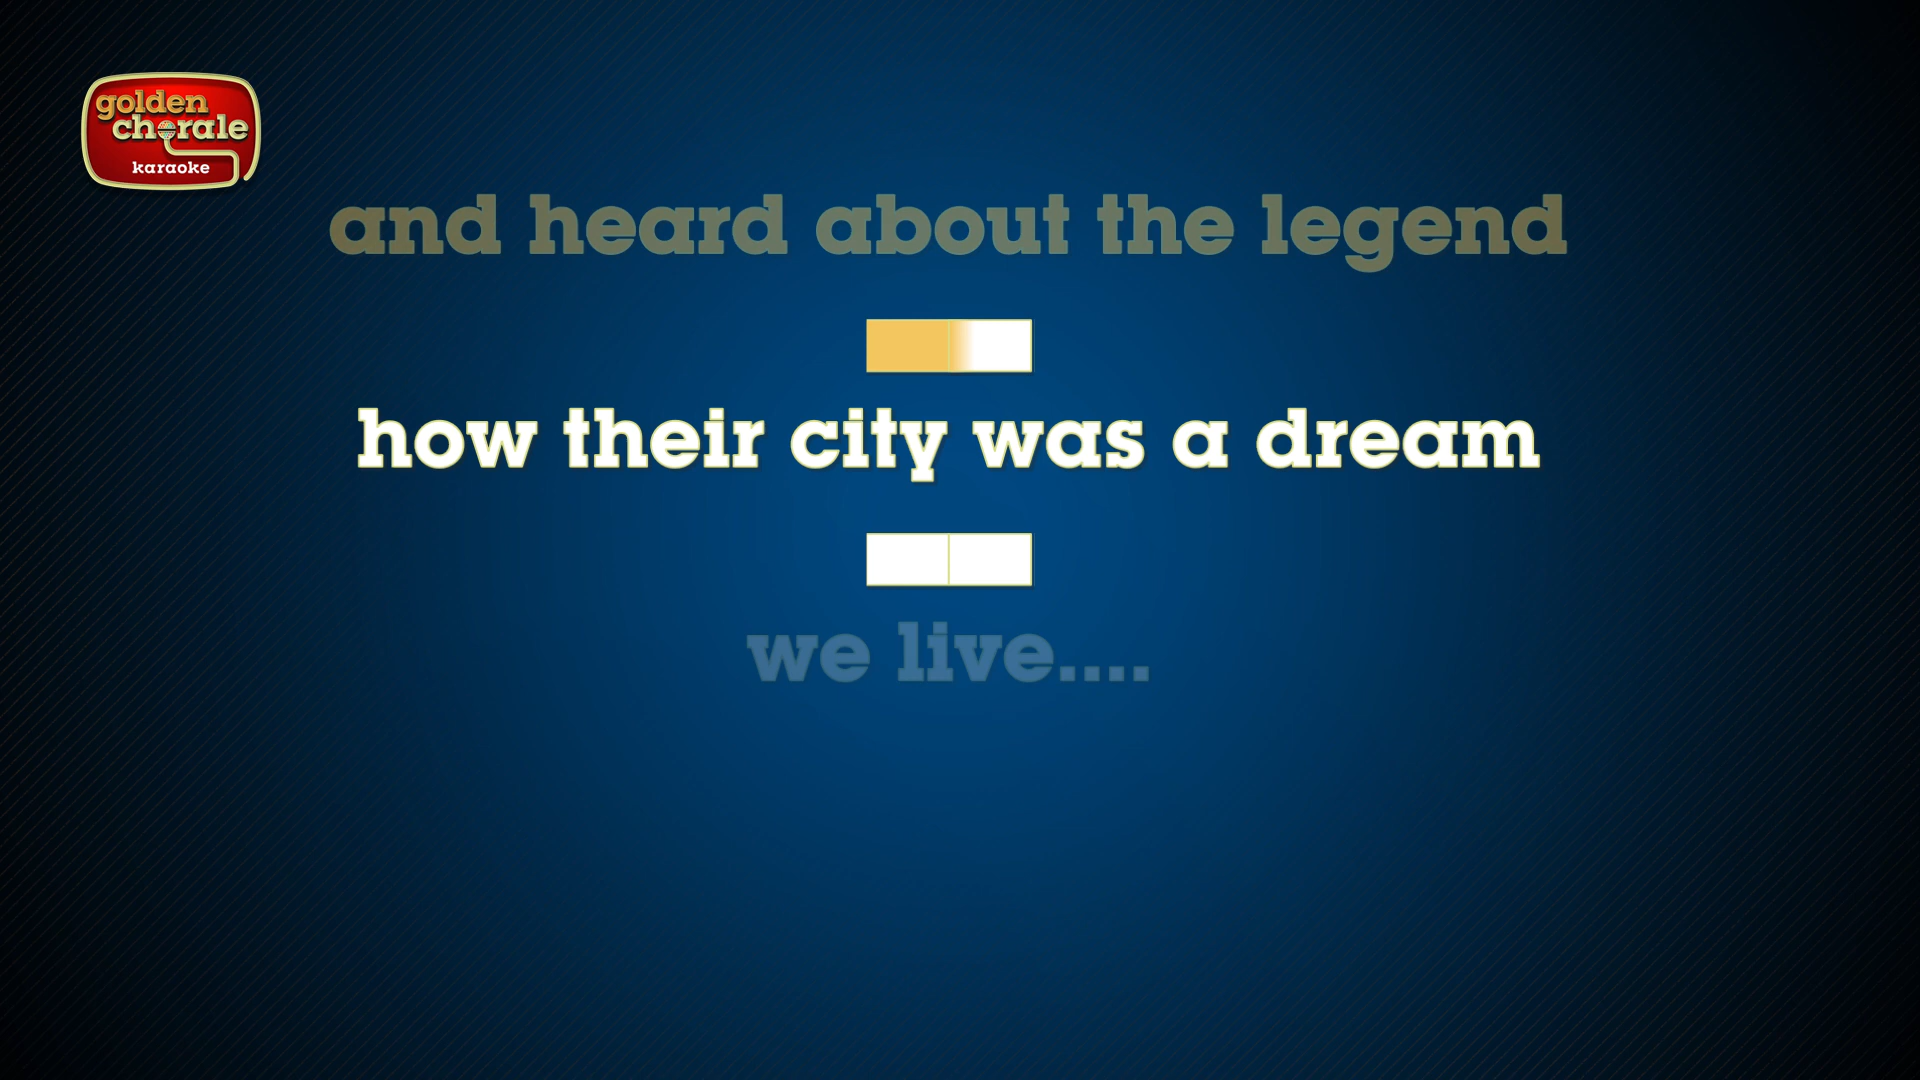 golden
chorale
karaoke
and heard about the legend
how their city was a dream
we live....